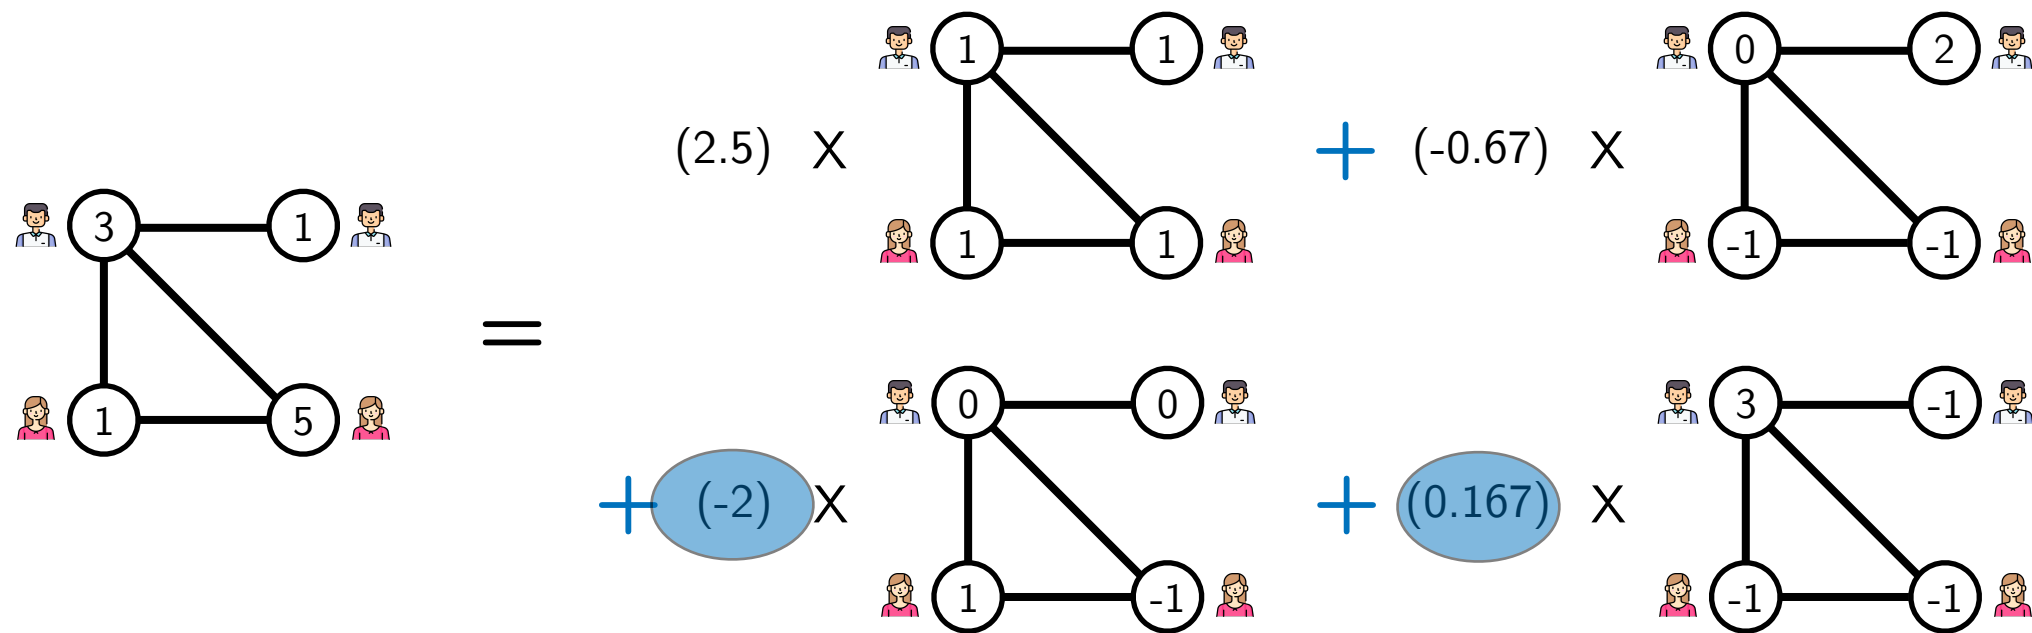 1 1 0 2
(2.5) X + (-0.67) X
3 1
1 1 -1 -1
=
0 0 3 -1
1 5
+ (-2) X + (0.167) X
1 -1 -1 -1